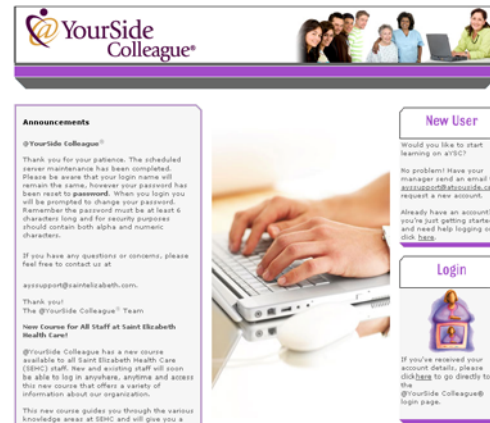 @YourSide
Colleague®
Announcements
@YourSide Colleague®
Thank you for your patience. The scheduled
server maintenance has been completed.
Please be aware that your login name will
remain the same, however your password has
been reset to password. When you login you
will be prompted to change your password.
Remember the password must be at least 6
characters long and for security purposes
should contain both alpha and numeric
characters.
If you have any questions or concerns, please
feel free to contact us at
ayssupport@saintelizabeth.com.
Thank you!
The @YourSide Colleague® Team
New Course for All Staff at Saint Elizabeth
Health Care!
@YourSide Colleague has a new course
available to all Saint Elizabeth Health Care
(SEHC) staff. New and existing staff will soon
be able to log in anywhere, anytime and access
this new course that offers a variety of
information about our organization.
This new course guides you through the various
knowledge areas at SEHC and will give you a
New User
Would you like to start
learning on aYSC?
No problem! Have your
manager send an email
ayssupport@atyourside.ca
request a new account.
Already have an account
you're just getting starte
and need help logging o
click here.
Login
If you've received your
account details, please
click here to go directly to
the
@YourSide Colleague®
login page.